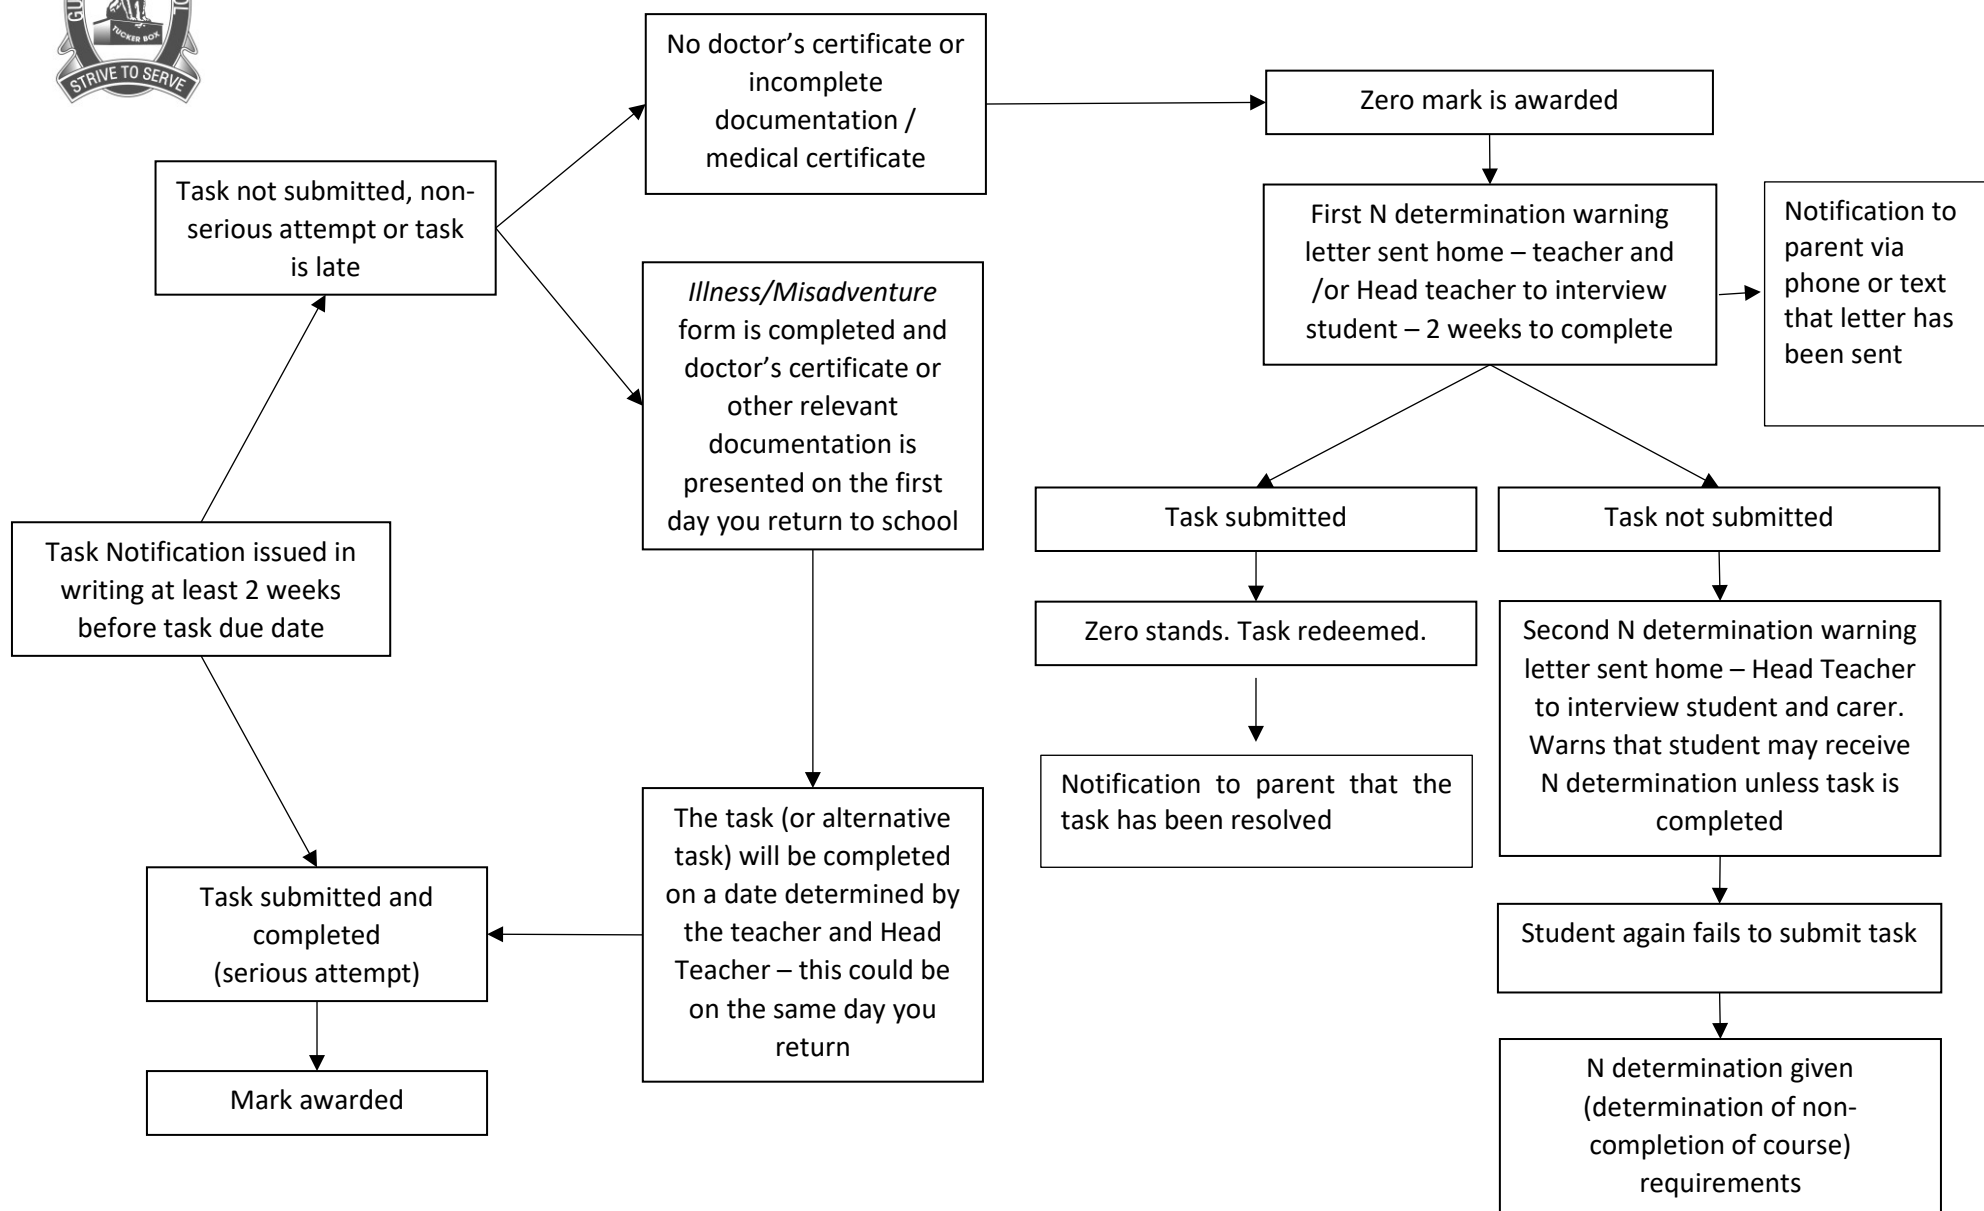 TUCKER BOX
STRIVE TO SERVE
No doctor’s certificate or
incomplete
documentation /
medical certificate
Zero mark is awarded
Task not submitted, non-
serious attempt or task
is late
First N determination warning
letter sent home – teacher and
/or Head teacher to interview
student – 2 weeks to complete
Notification to
parent via
phone or text
that letter has
been sent
Illness/Misadventure
form is completed and
doctor’s certificate or
other relevant
documentation is
presented on the first
day you return to school
Task submitted
Task not submitted
Task Notification issued in
writing at least 2 weeks
before task due date
Zero stands. Task redeemed.
Second N determination warning
letter sent home – Head Teacher
to interview student and carer.
Warns that student may receive
N determination unless task is
completed
Notification to parent that the
task has been resolved
The task (or alternative
task) will be completed
on a date determined by
the teacher and Head
Teacher – this could be
on the same day you
return
Task submitted and
completed
(serious attempt)
Student again fails to submit task
Mark awarded
N determination given
(determination of non-
completion of course)
requirements